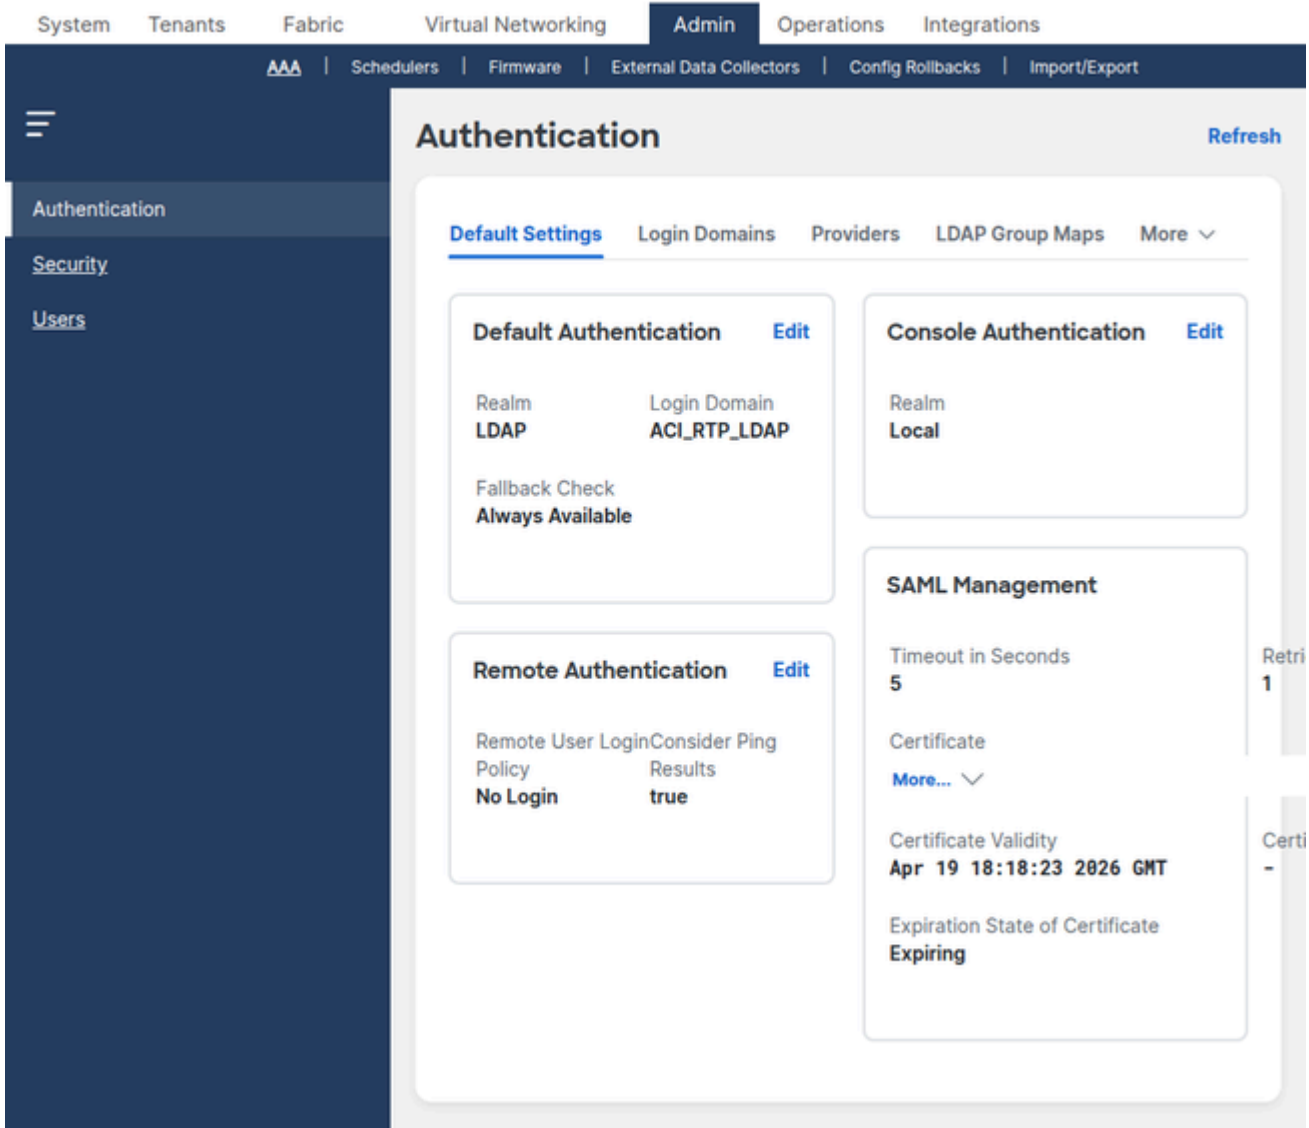 System Tenants Fabric Virtual Networking Admin Operations Integrations
AAA | Schedulers | Firmware | External Data Collectors | Config Rollbacks | Import/Export
Authentication
Security
Users
Authentication Refresh
Default Settings Login Domains Providers LDAP Group Maps More
Default Authentication Edit
Realm Login Domain
LDAP ACI_RTP_LDAP
Fallback Check
Always Available
Remote Authentication Edit
Remote User Login Consider Ping
Policy Results
No Login true
Console Authentication Edit
Realm
Local
SAML Management
Timeout in Seconds Retri
5 1
Certificate
More...
Certificate Validity Certi
Apr 19 18:18:23 2026 GMT -
Expiration State of Certificate
Expiring